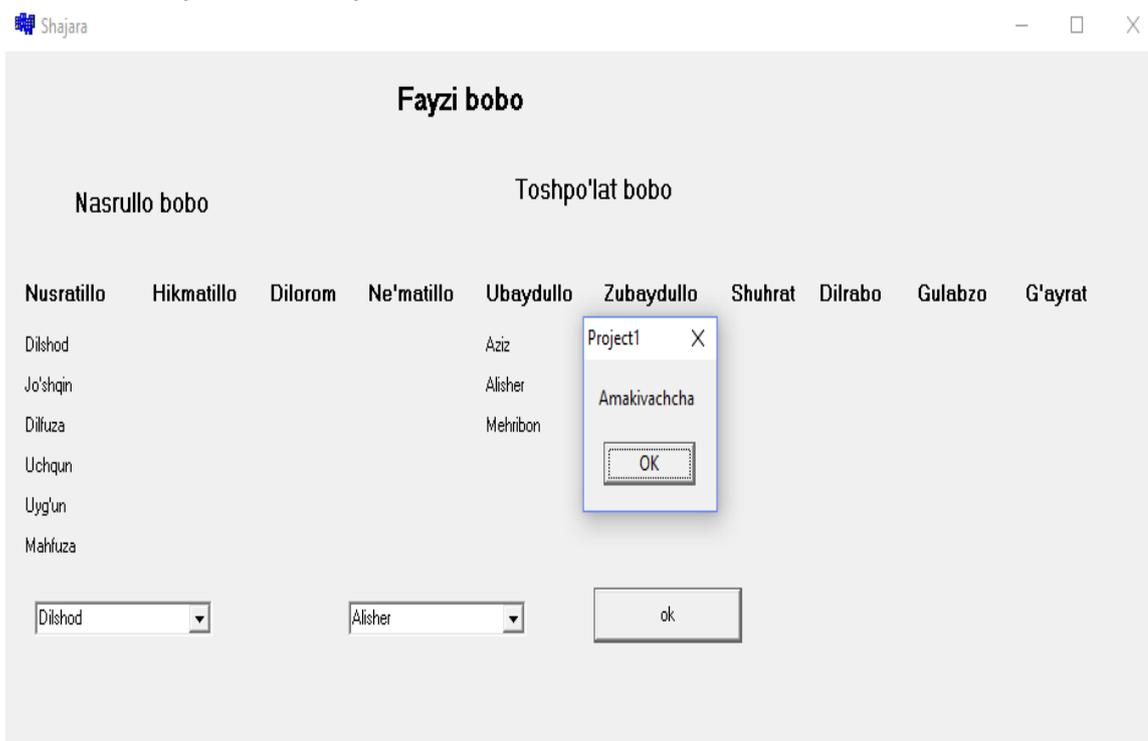 Shajara
Fayzi bobo
Nasrullo bobo
Toshpo'lat bobo
Nusratillo Hikmatillo Dilorom Ne'matillo Ubaydullo Zubaydullo Shuhrat Dilrabo Gulabzo G'ayrat
Dilshod
Jo'shqin
Dilfuza
Uchqun
Uyg'un
Mahfuza
Aziz
Alisher
Mehribon
Project1
Amakivachcha
OK
Dilshod
Alisher
ok